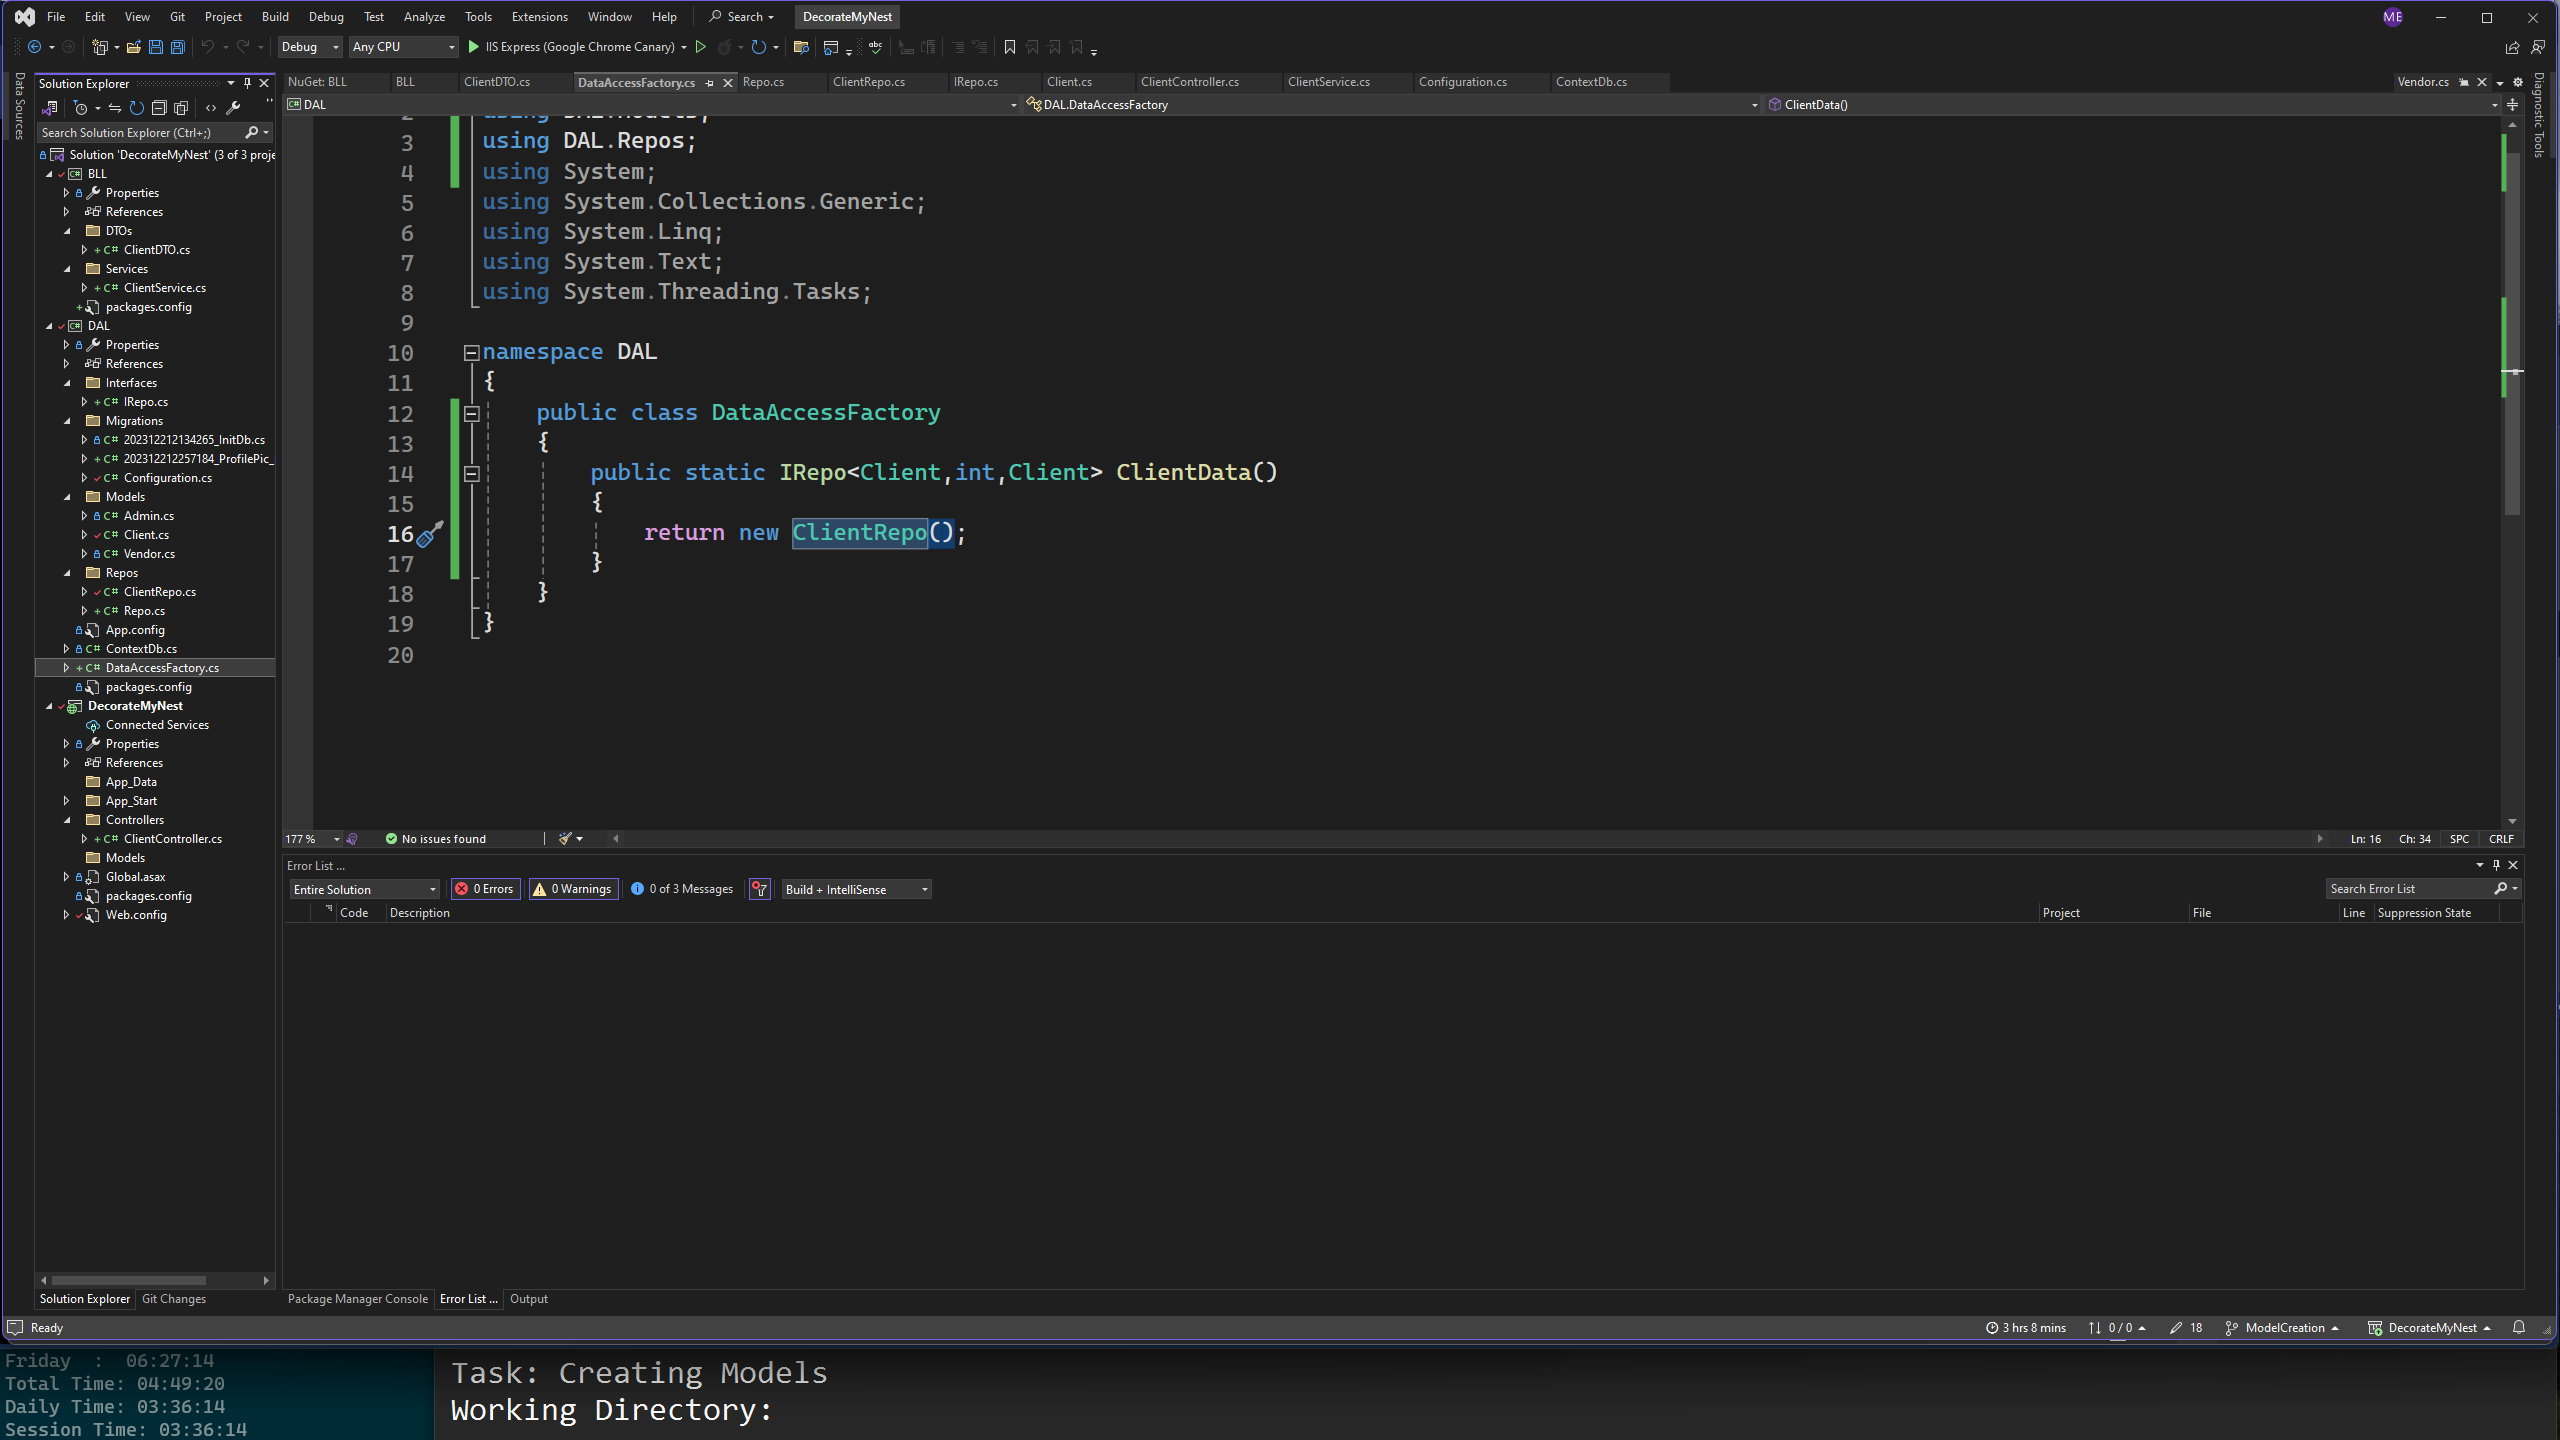 File Edit View Git Project Build Debug Test Analyze Tools Extensions Window Help Search DecorateMyNest ME
Debug Any CPU IIS Express (Google Chrome Canary)
Data Sources
Solution Explorer
Search Solution Explorer (Ctrl+;)
Solution 'DecorateMyNest' (3 of 3 proje
BLL
Properties
References
DTOs
C# ClientDTO.cs
Services
C# ClientService.cs
packages.config
DAL
Properties
References
Interfaces
C# IRepo.cs
Migrations
C# 202312212134265_InitDb.cs
C# 202312212257184_ProfilePic_
C# Configuration.cs
Models
C# Admin.cs
C# Client.cs
C# Vendor.cs
Repos
C# ClientRepo.cs
C# Repo.cs
App.config
C# ContextDb.cs
C# DataAccessFactory.cs
packages.config
DecorateMyNest
Connected Services
Properties
References
App_Data
App_Start
Controllers
C# ClientController.cs
Models
Global.asax
packages.config
Web.config
Solution Explorer Git Changes
NuGet: BLL BLL ClientDTO.cs DataAccessFactory.cs Repo.cs ClientRepo.cs IRepo.cs Client.cs ClientController.cs ClientService.cs Configuration.cs ContextDb.cs Vendor.cs
DAL DAL.DataAccessFactory ClientData()
2 using DAL.Models;
3 using DAL.Repos;
4 using System;
5 using System.Collections.Generic;
6 using System.Linq;
7 using System.Text;
8 using System.Threading.Tasks;
9
10 namespace DAL
11 {
12 public class DataAccessFactory
13 {
14 public static IRepo<Client,int,Client> ClientData()
15 {
16 return new ClientRepo();
17 }
18 }
19 }
20
Diagnostic Tools
177 % No issues found Ln: 16 Ch: 34 SPC CRLF
Error List ...
Entire Solution 0 Errors 0 Warnings 0 of 3 Messages Build + IntelliSense Search Error List
Code Description Project File Line Suppression State
Package Manager Console Error List ... Output
Ready 3 hrs 8 mins 0 / 0 18 ModelCreation DecorateMyNest
Friday : 06:27:14
Total Time: 04:49:20
Daily Time: 03:36:14
Session Time: 03:36:14
Task: Creating Models
Working Directory: